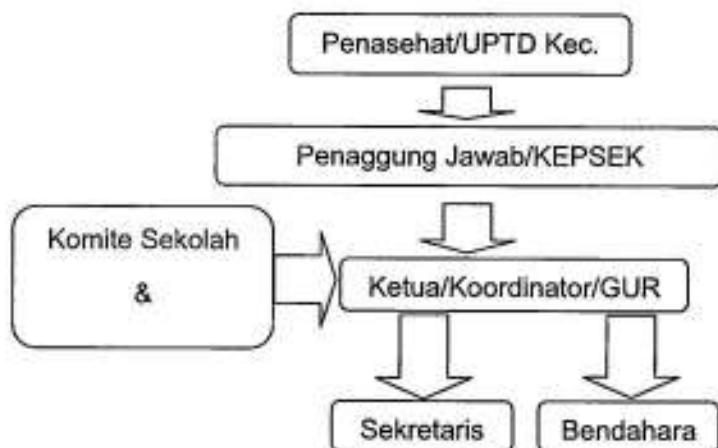 Penasehat/UPTD Kec.
Penaggung Jawab/KEPSEK
Komite Sekolah
&
Ketua/Koordinator/GUR
Sekretaris
Bendahara